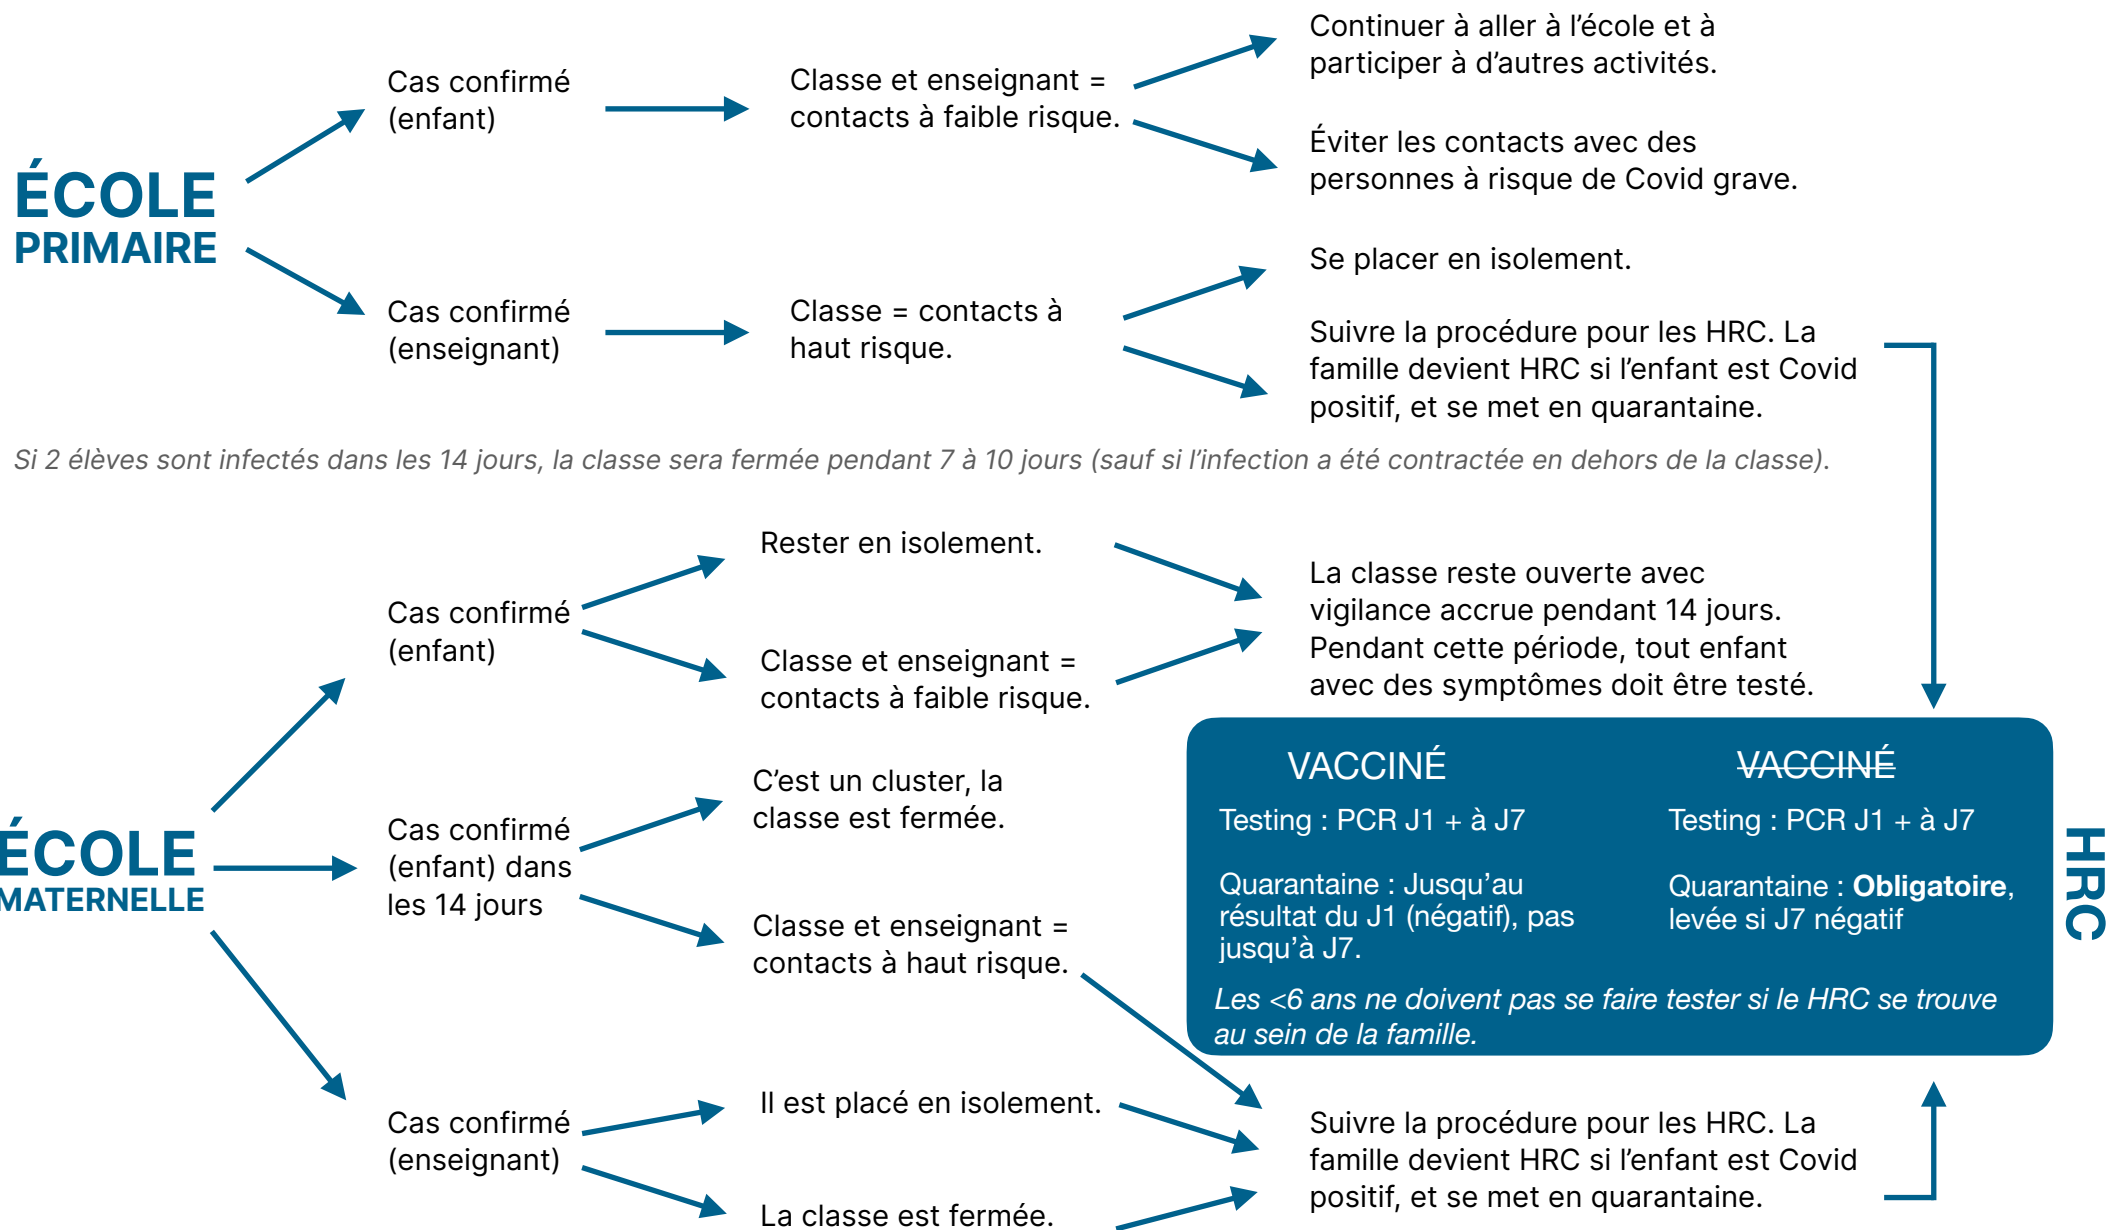 ÉCOLE
PRIMAIRE
Cas confirmé
(enfant)
Classe et enseignant =
contacts à faible risque.
Continuer à aller à l’école et à
participer à d’autres activités.
Éviter les contacts avec des
personnes à risque de Covid grave.
Cas confirmé
(enseignant)
Classe = contacts à
haut risque.
Se placer en isolement.
Suivre la procédure pour les HRC. La
famille devient HRC si l’enfant est Covid
positif, et se met en quarantaine.
Si 2 élèves sont infectés dans les 14 jours, la classe sera fermée pendant 7 à 10 jours (sauf si l’infection a été contractée en dehors de la classe).
ÉCOLE
MATERNELLE
Cas confirmé
(enfant)
Rester en isolement.
Classe et enseignant =
contacts à faible risque.
La classe reste ouverte avec
vigilance accrue pendant 14 jours.
Pendant cette période, tout enfant
avec des symptômes doit être testé.
Cas confirmé
(enfant) dans
les 14 jours
C’est un cluster, la
classe est fermée.
Classe et enseignant =
contacts à haut risque.
Cas confirmé
(enseignant)
Il est placé en isolement.
La classe est fermée.
Suivre la procédure pour les HRC. La
famille devient HRC si l’enfant est Covid
positif, et se met en quarantaine.
VACCINÉ
Testing : PCR J1 + à J7
Quarantaine : Jusqu’au
résultat du J1 (négatif), pas
jusqu’à J7.
VACCINÉ
Testing : PCR J1 + à J7
Quarantaine : Obligatoire,
levée si J7 négatif
Les <6 ans ne doivent pas se faire tester si le HRC se trouve
au sein de la famille.
HRC